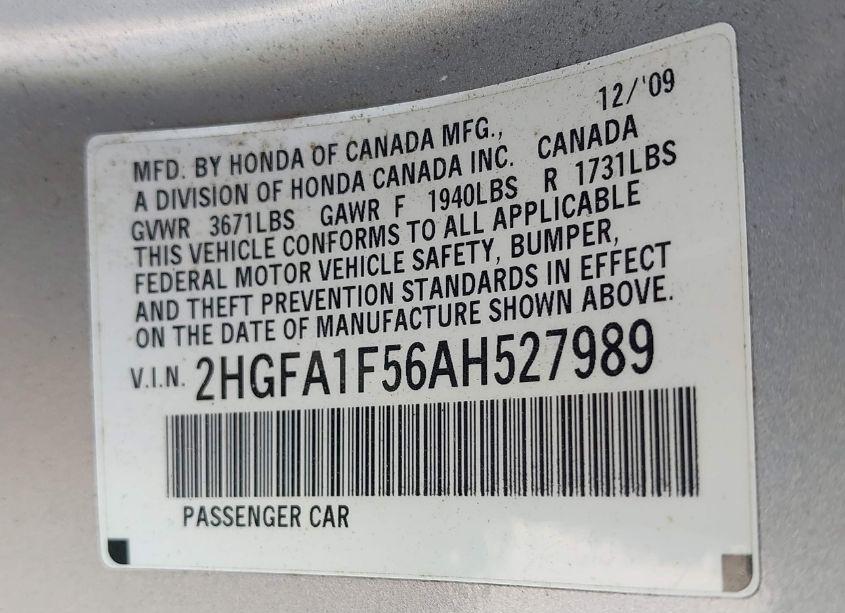 12/'09
MFD. BY HONDA OF CANADA MFG.,
A DIVISION OF HONDA CANADA INC. CANADA
GVWR 3671LBS GAWR F 1940LBS R 1731LBS
THIS VEHICLE CONFORMS TO ALL APPLICABLE
FEDERAL MOTOR VEHICLE SAFETY, BUMPER,
AND THEFT PREVENTION STANDARDS IN EFFECT
ON THE DATE OF MANUFACTURE SHOWN ABOVE.
V.I.N. 2HGFA1F56AH527989
PASSENGER CAR